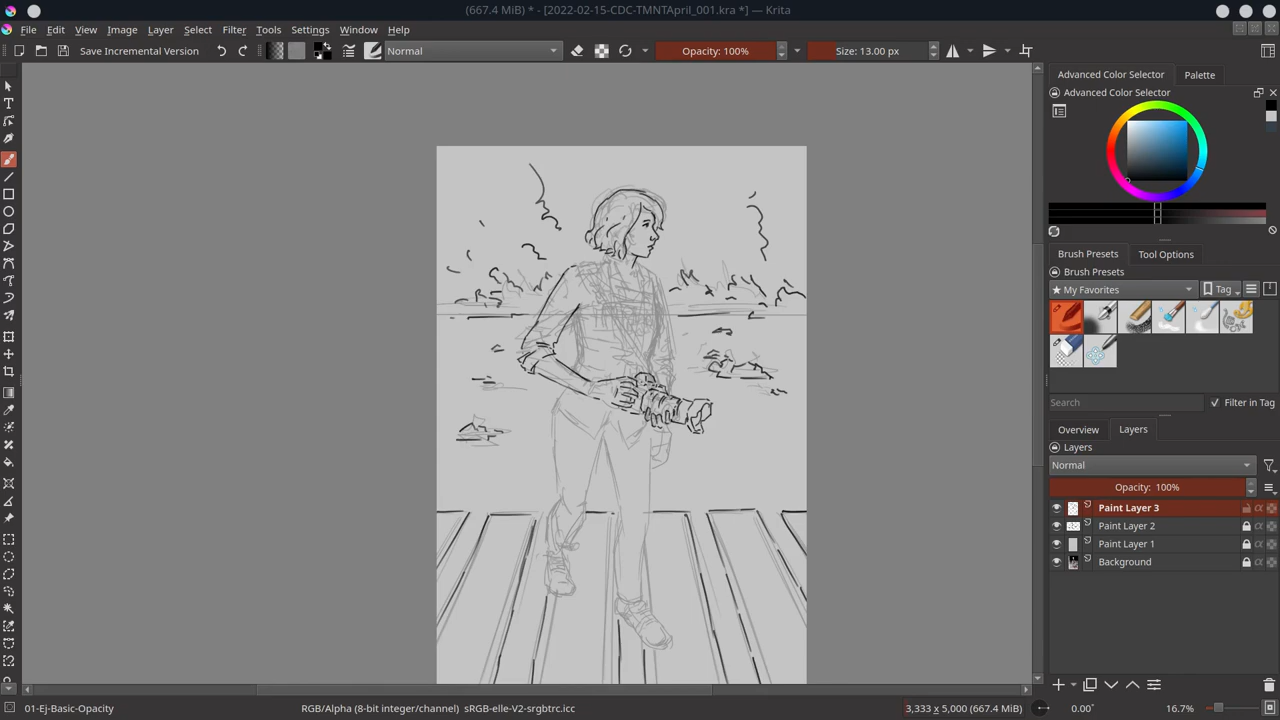 (667.4 MiB) * - [2022-02-15-CDC-TMNTApril_001.kra *] — Krita
File Edit View Image Layer Select Filter Tools Settings Window Help
Save Incremental Version
Normal
Opacity: 100%
Size: 13.00 px
Advanced Color Selector Palette
Advanced Color Selector
Brush Presets Tool Options
Brush Presets
★ My Favorites
Tag
Search
Filter in Tag
Overview Layers
Layers
Normal
Opacity: 100%
Paint Layer 3
Paint Layer 2
Paint Layer 1
Background
01-Ej-Basic-Opacity
RGB/Alpha (8-bit integer/channel) sRGB-elle-V2-srgbtrc.icc
3,333 x 5,000 (667.4 MiB)
0.00°
16.7%